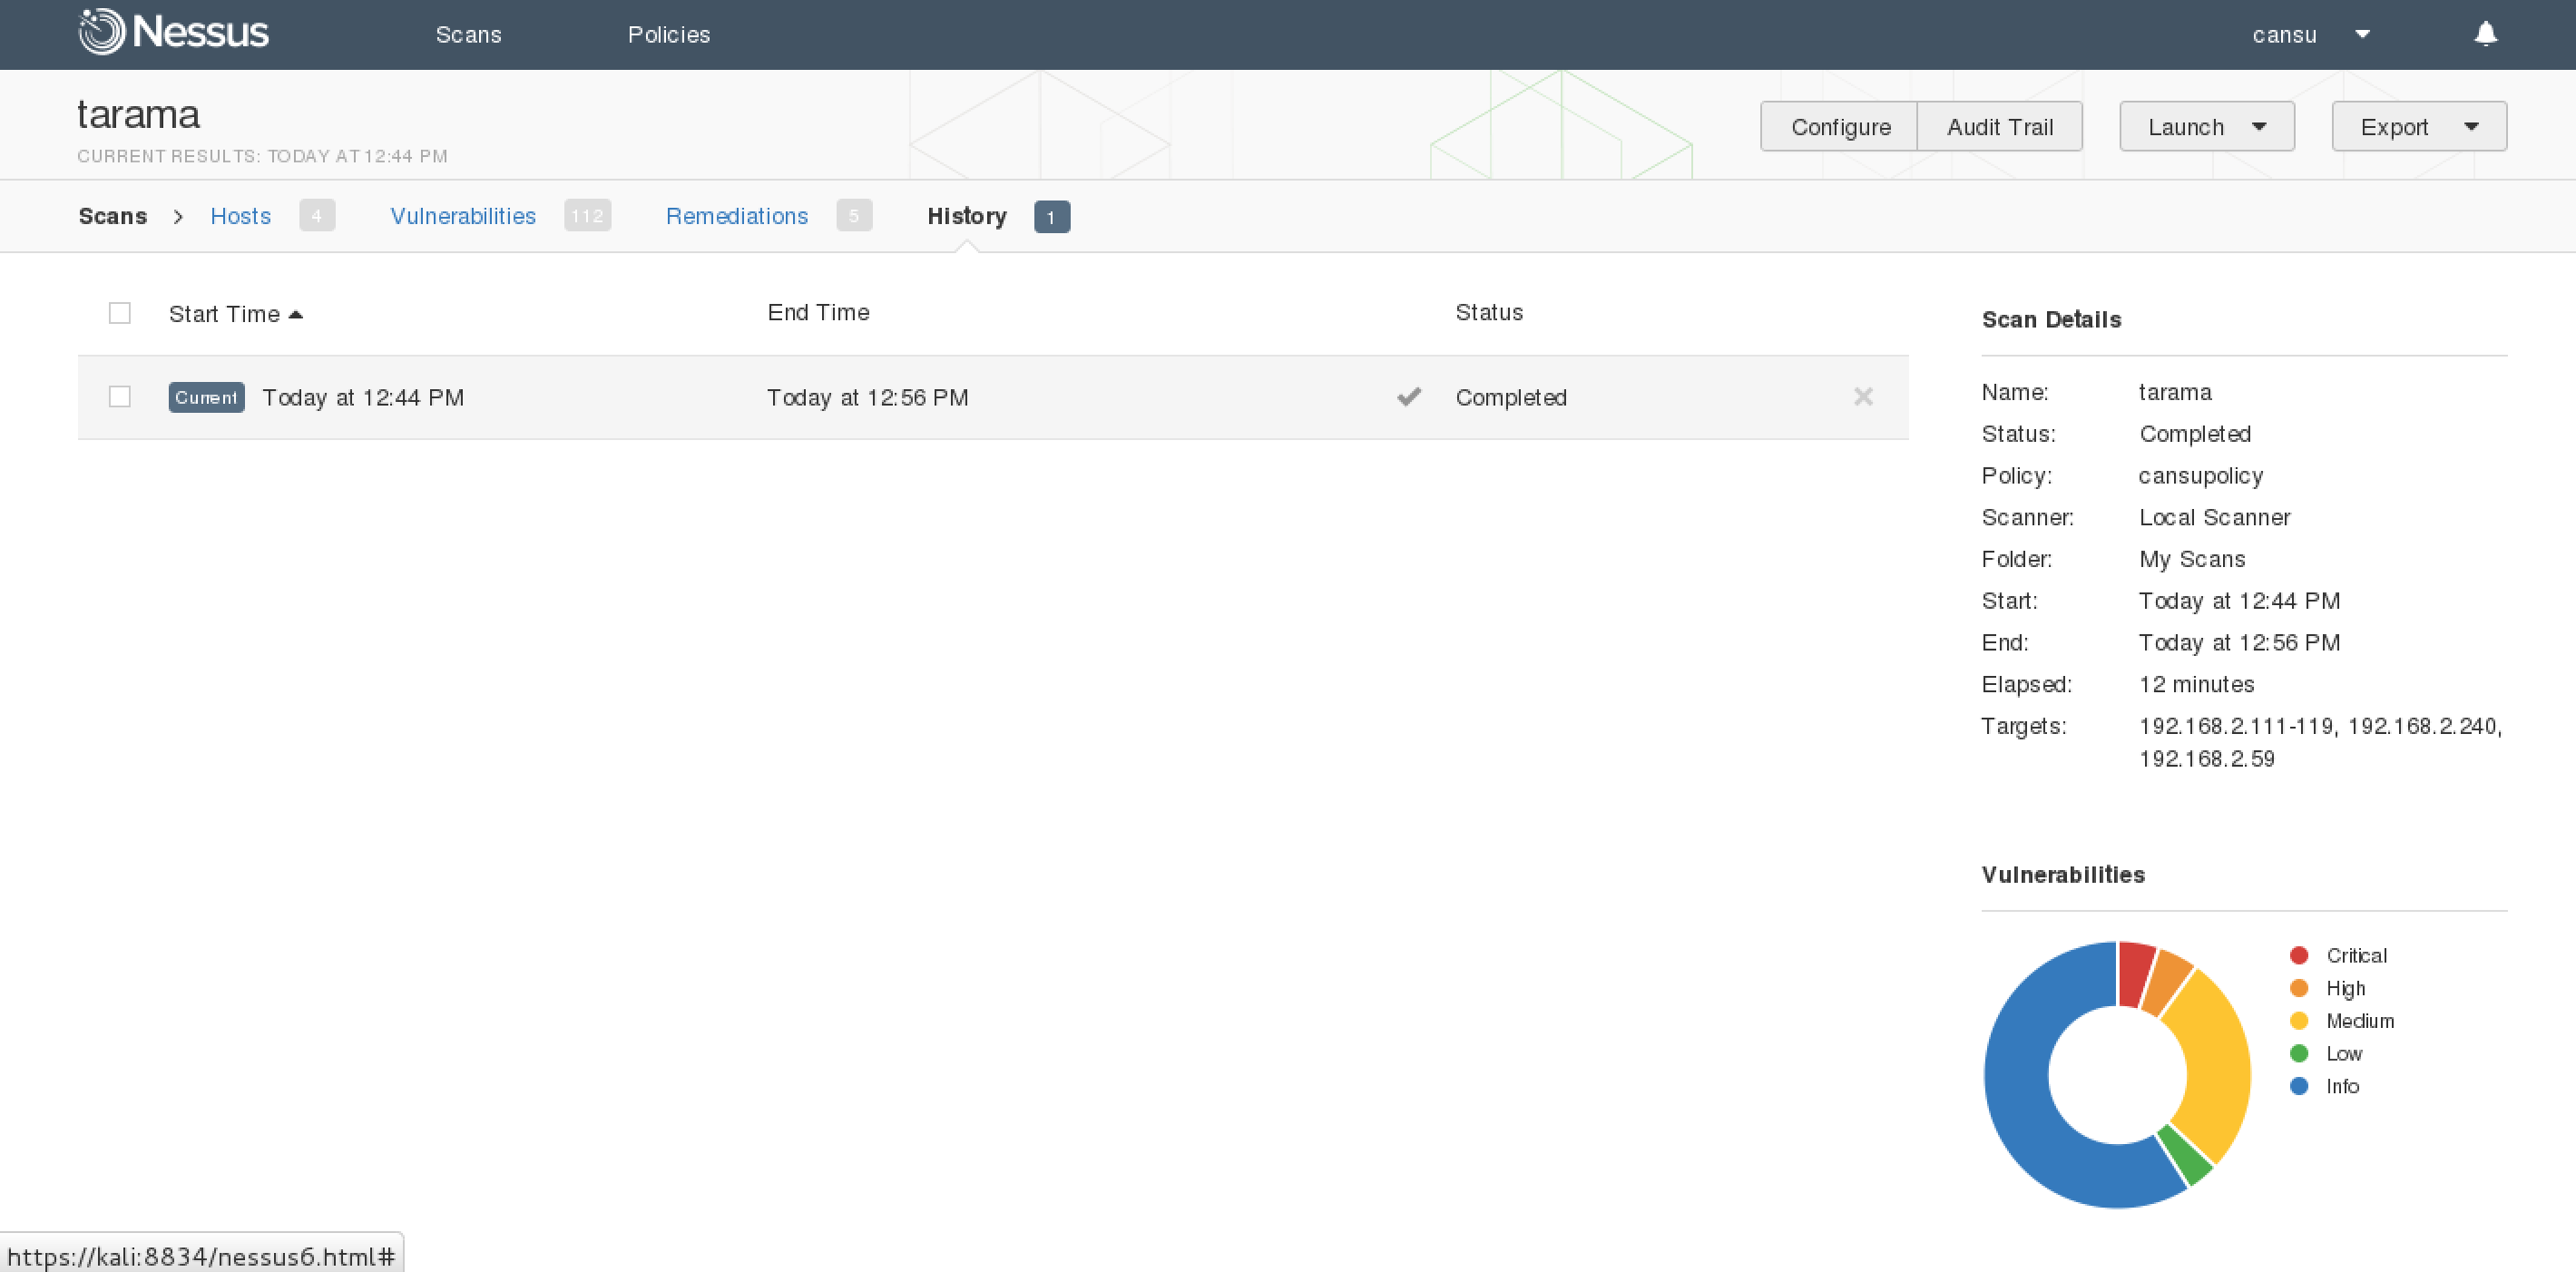 Nessus Scans Policies cansu
tarama
CURRENT RESULTS: TODAY AT 12:44 PM
Configure Audit Trail Launch Export
Scans Hosts 4 Vulnerabilities 112 Remediations 5 History 1
Start Time End Time Status
Current Today at 12:44 PM Today at 12:56 PM Completed
Scan Details
Name: tarama
Status: Completed
Policy: cansupolicy
Scanner: Local Scanner
Folder: My Scans
Start: Today at 12:44 PM
End: Today at 12:56 PM
Elapsed: 12 minutes
Targets: 192.168.2.111-119, 192.168.2.240,
192.168.2.59
Vulnerabilities
Critical
High
Medium
Low
Info
https://kali:8834/nessus6.html#